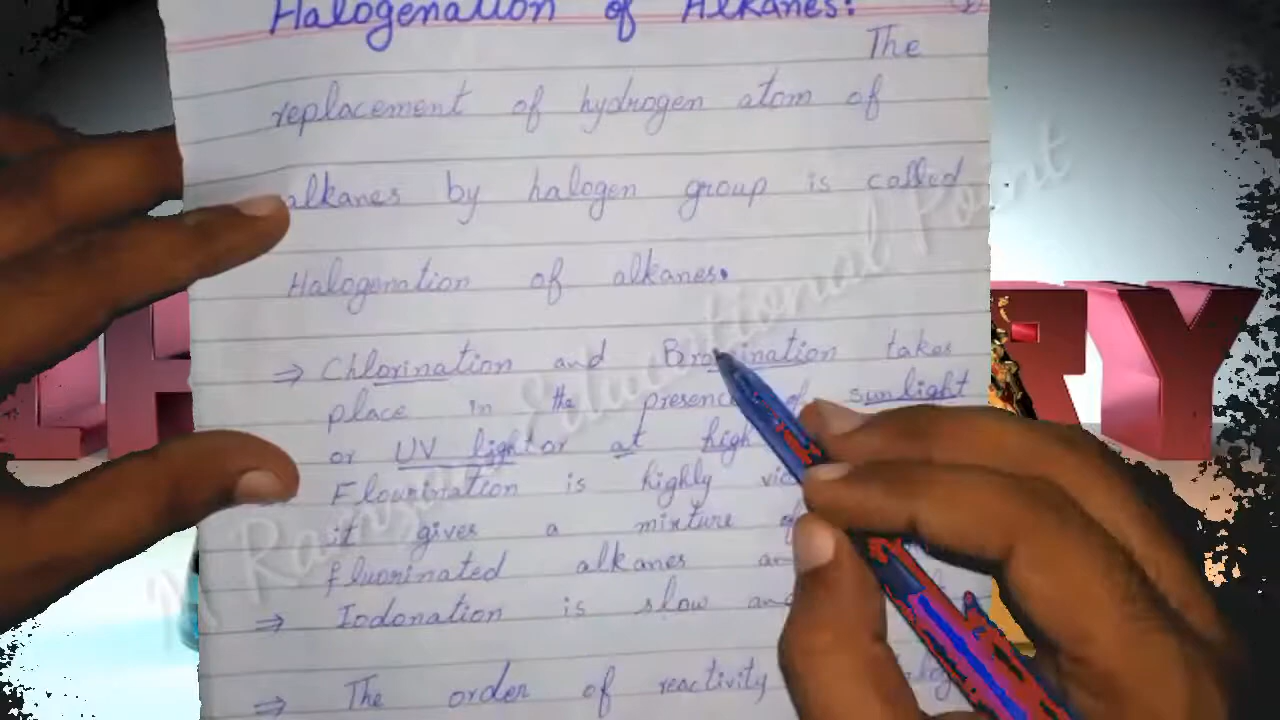 Halogenation of Alkanes:
The
replacement of hydrogen atom of
alkanes by halogen group is called
Halogenation of alkanes.
⇒ Chlorination and Bromination takes
place in the presence of sunlight
or UV light or at high
Flourination is highly
it gives a mixture of
fluorinated alkanes
⇒ Iodonation is slow and
⇒ The order of reactivity
Educational Point